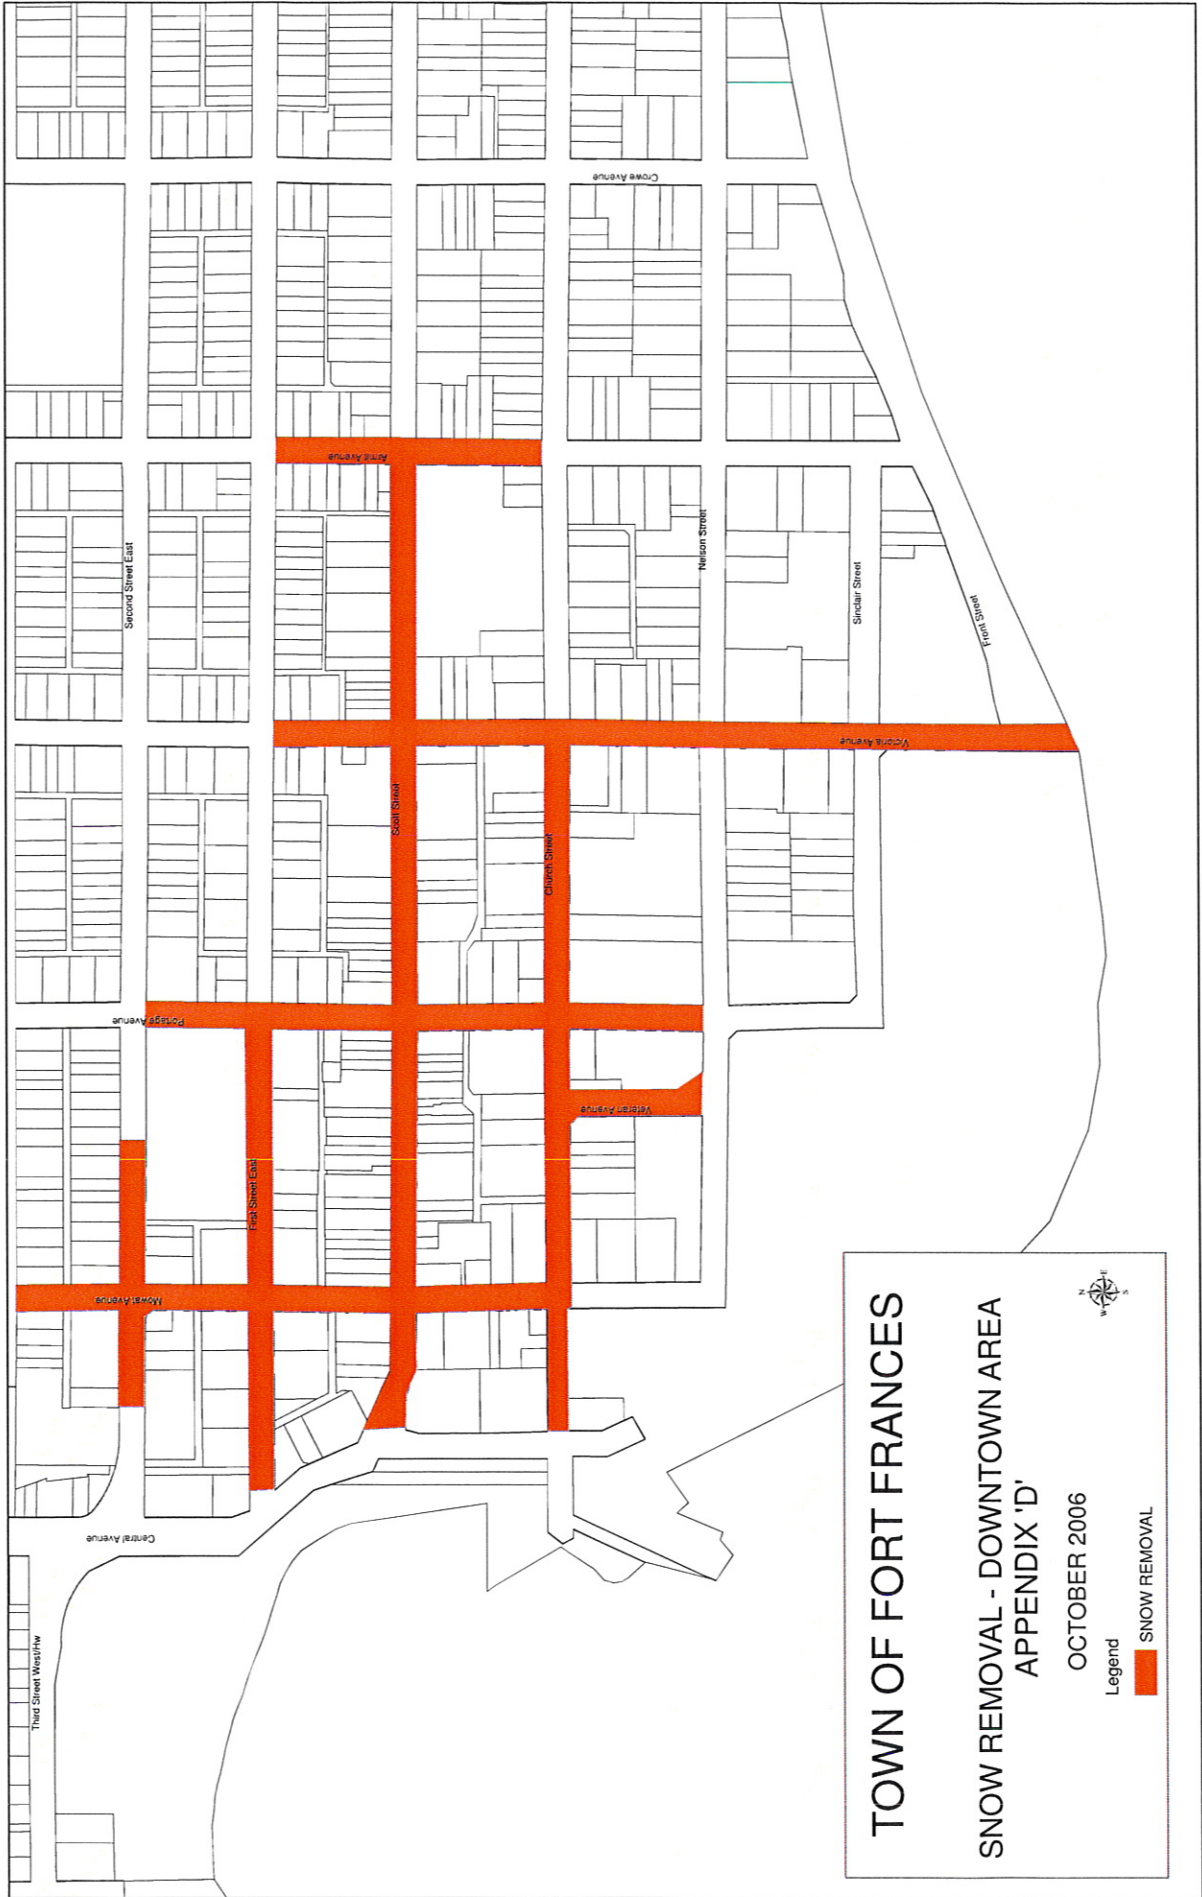 TOWN OF FORT FRANCES
SNOW REMOVAL - DOWNTOWN AREA
APPENDIX 'D'
OCTOBER 2006
Legend
SNOW REMOVAL
N
E
S
W
Third Street West/Hw
Central Avenue
Mowat Avenue
Portage Avenue
Second Street East
First Street East
Scott Street
Church Street
Veteran Avenue
Victoria Avenue
Armit Avenue
Nelson Street
Sinclair Street
Front Street
Crowe Avenue